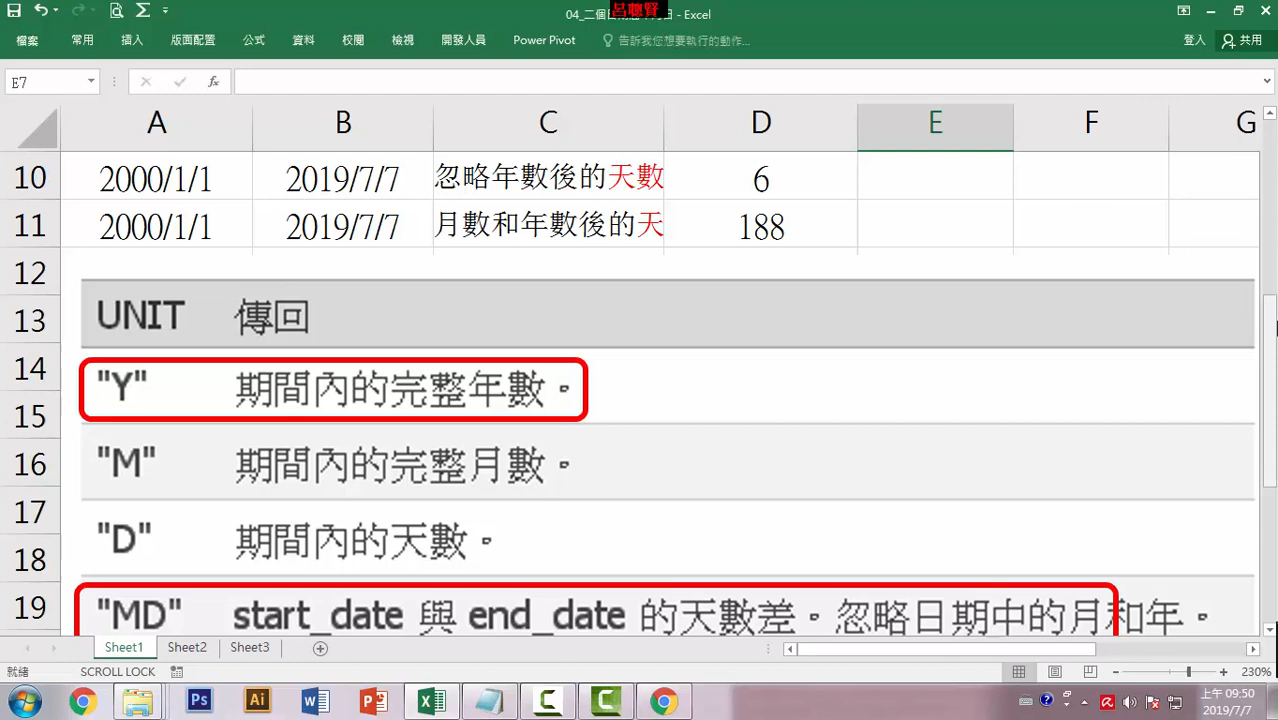 呂聰賢
04_二個日期 - Excel
檔案 常用 插入 版面配置 公式 資料 校閱 檢視 開發人員 Power Pivot 告訴我您想要執行的動作... 登入 共用
E7 fx
A B C D E F G
10 2000/1/1 2019/7/7 忽略年數後的天數 6
11 2000/1/1 2019/7/7 月數和年數後的天 188
12
13 UNIT 傳回
14 "Y" 期間內的完整年數。
15
16 "M" 期間內的完整月數。
17
18 "D" 期間內的天數。
19 "MD" start_date 與 end_date 的天數差。忽略日期中的月和年。
Sheet1 Sheet2 Sheet3
就緒 SCROLL LOCK 230%
Ps Ai
上午 09:50
2019/7/7